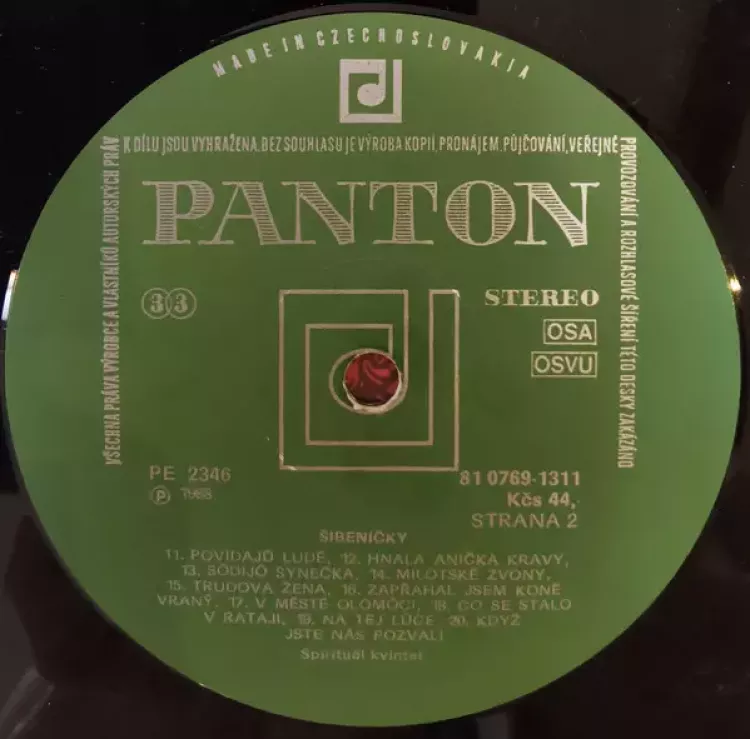 MADE IN CZECHOSLOVAKIA
VŠECHNA PRÁVA VÝROBCE A VLASTNÍKŮ AUTORSKÝCH PRÁV
K DÍLU JSOU VYHRAŽENA. BEZ SOUHLASU JE VÝROBA KOPIÍ, PRONÁJEM, PŮJČOVÁNÍ, VEŘEJNÉ
PROVOZOVÁNÍ A ROZHLASOVÉ ŠÍŘENÍ TÉTO DESKY ZAKÁZÁNO
PANTON
33
STEREO
OSA
OSVU
PE 2346
Ⓟ 1988
81 0769-1311
Kčs 44,
STRANA 2
ŠIBENIČKY
11. POVÍDAJÓ LUDÉ, 12. HNALA ANIČKA KRAVY,
13. SÓDIJÓ SYNEČKA, 14. MILOTSKÉ ZVONY,
15. TRUDOVA ŽENA, 16. ZAPŘAHAL JSEM KONĚ
VRANÝ, 17. V MĚSTĚ OLOMÓCI, 18. CO SE STALO
V RATAJI, 19. NA TEJ LÚCE, 20. KDYŽ
JSTE NÁS POZVALI
Spirituál kvintet